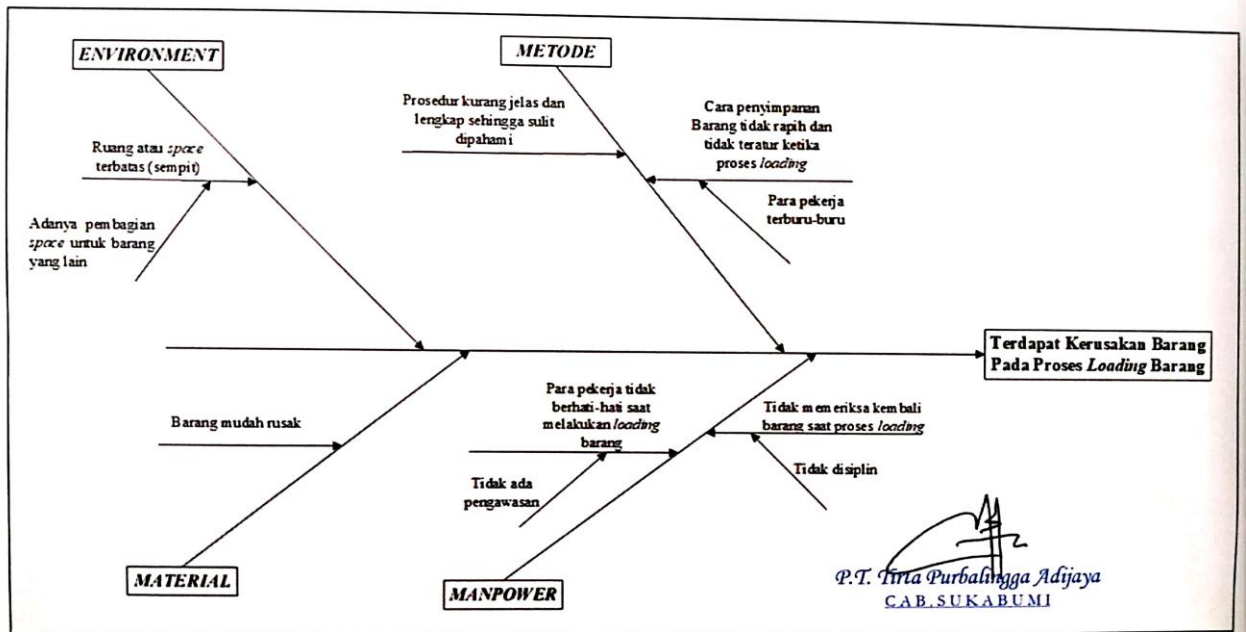 ENVIRONMENT
METODE
Prosedur kurang jelas dan
lengkap sehingga sulit
dipahami
Cara penyimpanan
Barang tidak rapih dan
tidak teratur ketika
proses loading
Para pekerja
terburu-buru
Ruang atau space
terbatas (sempit)
Adanya pembagian
space untuk barang
yang lain
Terdapat Kerusakan Barang
Pada Proses Loading Barang
Barang mudah rusak
Para pekerja tidak
berhati-hati saat
melakukan loading
barang
Tidak ada
pengawasan
Tidak memeriksa kembali
barang saat proses loading
Tidak disiplin
MATERIAL
MANPOWER
P.T. Tirta Purbalingga Adijaya
CAB.SUKABUMI